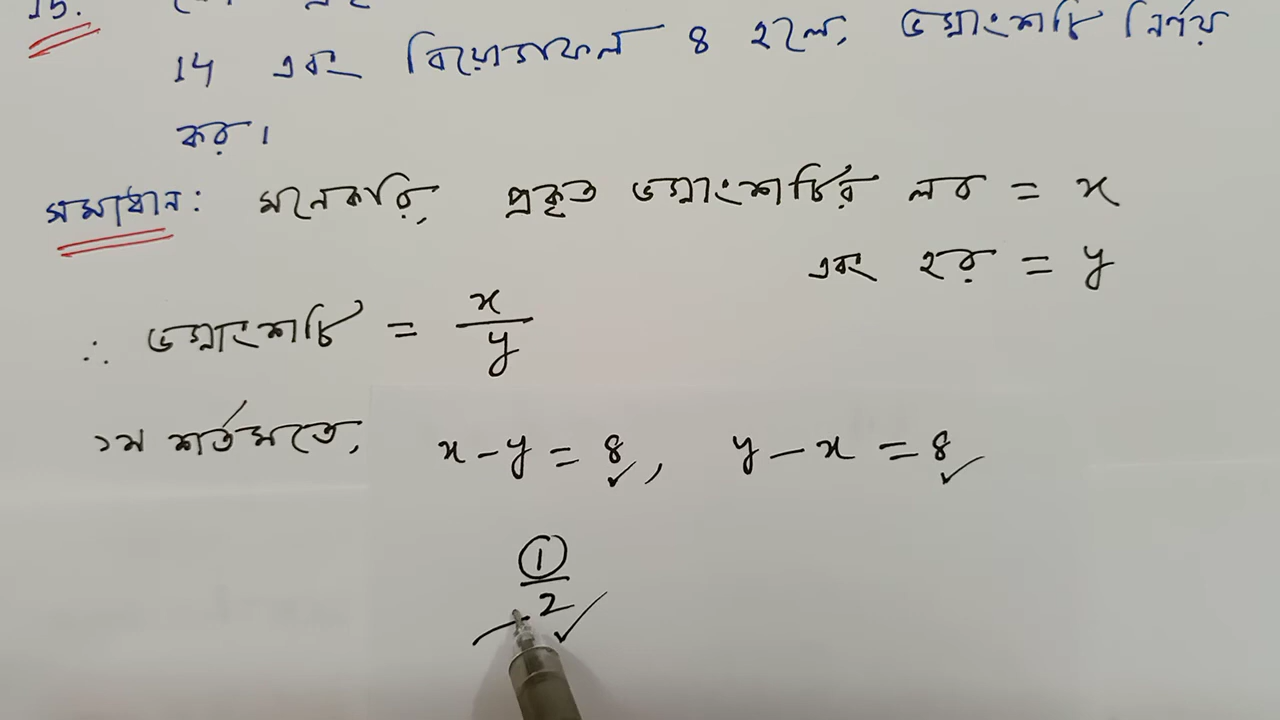 15.
14 এবং বিয়োগফল 8 হলে, ভগ্নাংশটি নির্ণয়
কর।
সমাধান: মনেকরি, প্রকৃত ভগ্নাংশটির লব = x
এবং হর = y
∴ ভগ্নাংশটি = x/y
১ম শর্তমতে, x - y = 8 ✓, y - x = 8 ✓
①
2 ✓